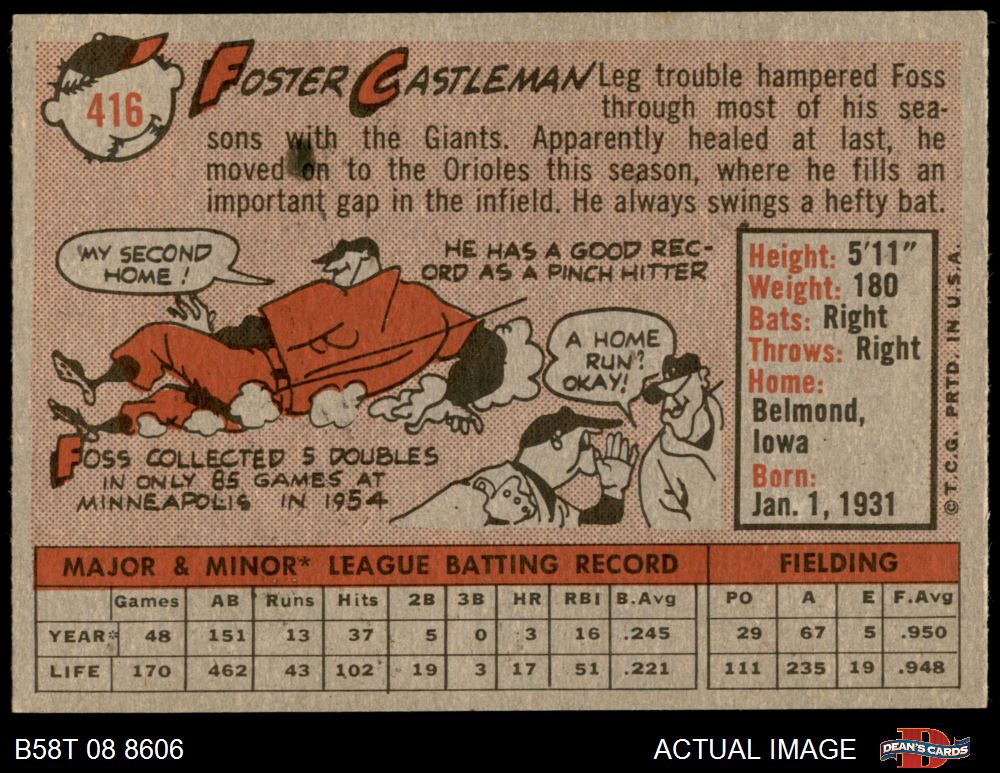 416
FOSTER CASTLEMAN Leg trouble hampered Foss
through most of his sea-
sons with the Giants. Apparently healed at last, he
moved on to the Orioles this season, where he fills an
important gap in the infield. He always swings a hefty bat.
MY SECOND
HOME!
HE HAS A GOOD REC-
ORD AS A PINCH HITTER
A HOME
RUN?
OKAY!
FOSS COLLECTED 5 DOUBLES
IN ONLY 85 GAMES AT
MINNEAPOLIS IN 1954
Height: 5'11"
Weight: 180
Bats: Right
Throws: Right
Home:
Belmond,
Iowa
Born:
Jan. 1, 1931
©T.C.G. PRTD. IN U.S.A.
MAJOR & MINOR* LEAGUE BATTING RECORD FIELDING
Games AB Runs Hits 2B 3B HR RBI B.Avg PO A E F.Avg
YEAR* 48 151 13 37 5 0 3 16 .245 29 67 5 .950
LIFE 170 462 43 102 19 3 17 51 .221 111 235 19 .948
B58T 08 8606 ACTUAL IMAGE DEAN'S CARDS